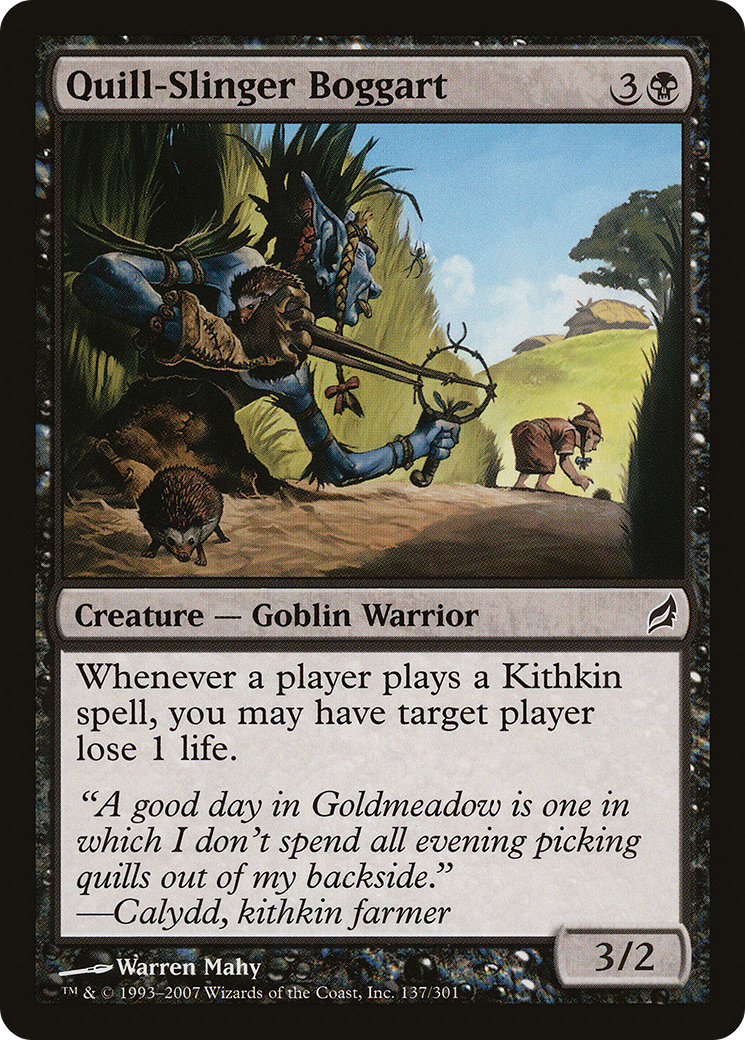 Quill-Slinger Boggart 3
Creature — Goblin Warrior
Whenever a player plays a Kithkin
spell, you may have target player
lose 1 life.
“A good day in Goldmeadow is one in
which I don’t spend all evening picking
quills out of my backside.”
—Calydd, kithkin farmer
3/2
Warren Mahy
™ & © 1993–2007 Wizards of the Coast, Inc. 137/301